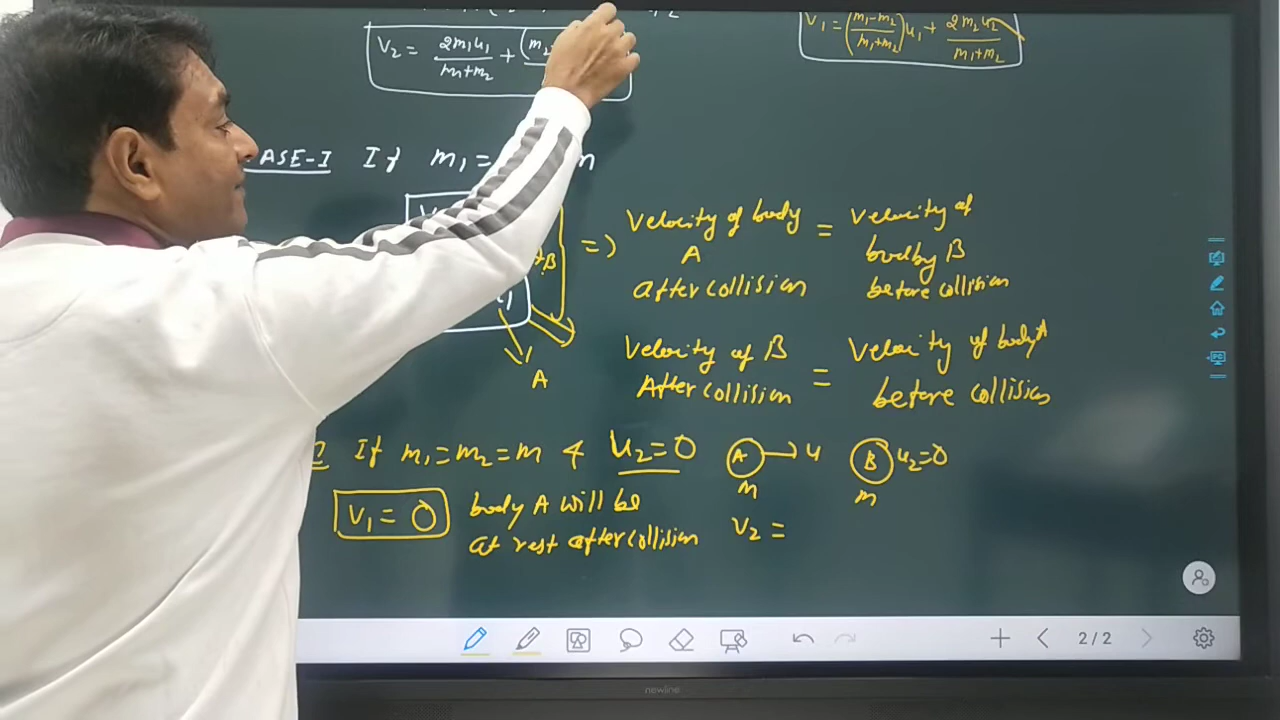 V₂ = 2m₁u₁/m₁+m₂ + (m₂
V₁ = (m₁-m₂/m₁+m₂)u₁ + 2m₂u₂/m₁+m₂
ASE-I If m₁= m
Velocity of body A After collision = Velocity of bodby B before collision
B
A
Velocity of B After collision = Velocity of body A before collision
If m₁=m₂=m & u₂=0
A → u
m
B u₂=0
m
V₁ = 0
body A will be
at rest after collision
V₂ =
2/2
newline